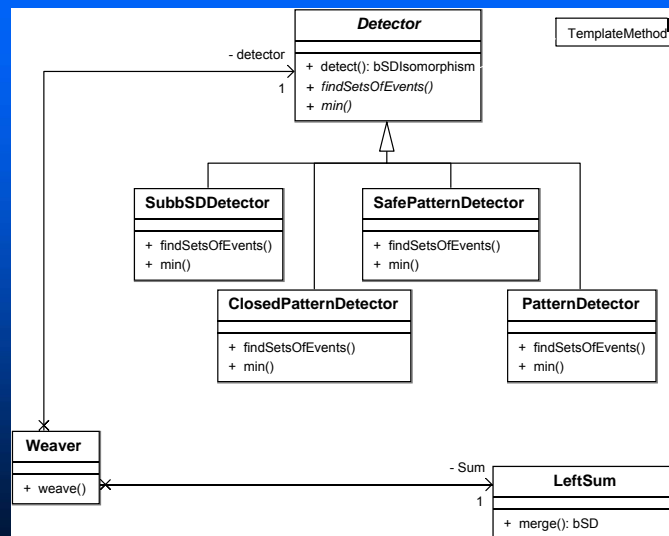 Detector
TemplateMethod
- detector
1
+ detect(): bSDIsomorphism
+ findSetsOfEvents()
+ min()
SubbSDDetector
+ findSetsOfEvents()
+ min()
SafePatternDetector
+ findSetsOfEvents()
+ min()
ClosedPatternDetector
+ findSetsOfEvents()
+ min()
PatternDetector
+ findSetsOfEvents()
+ min()
Weaver
+ weave()
- Sum
1
LeftSum
+ merge(): bSD